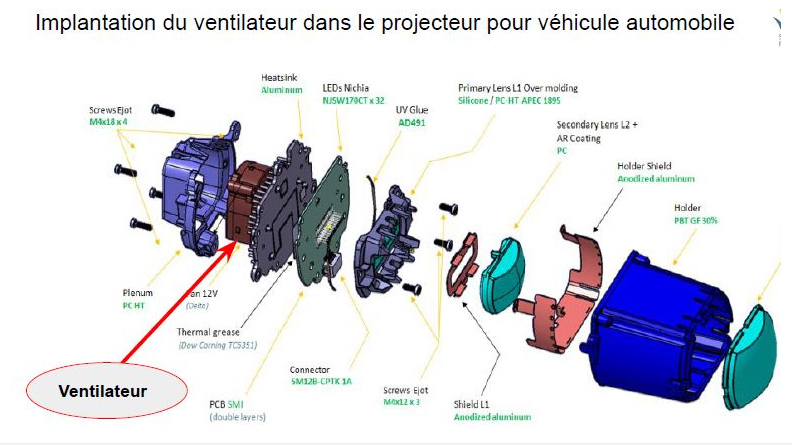 Implantation du ventilateur dans le projecteur pour véhicule automobile
Heatsink
Aluminum
LEDs Nichia
NJSW170CT x 32
Primary Lens L1 Over molding
Silicone / PC-HT APEC 1895
Screws Ejot
M4x18 x 4
UV Glue
AD491
Secondary Lens L2 +
AR Coating
PC
Holder Shield
Anodized aluminum
Holder
PBT GF30%
Plenum
PC HT
an 12V
(Delta)
Thermal grease
(Dow Corning TC5351)
Ventilateur
Connector
SM12B-CPTK 1A
PCB SMI
(double layers)
Screws Ejot
M4x12 x 3
Shield L1
Anodized aluminum